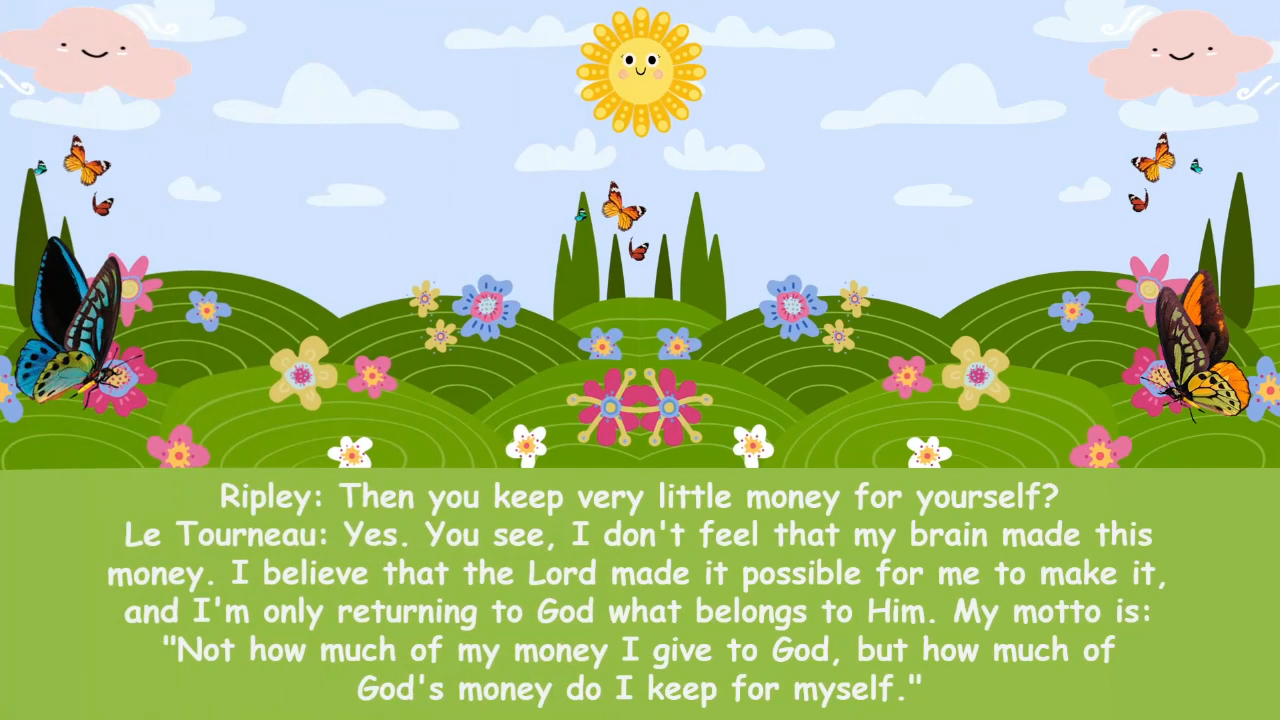 Ripley: Then you keep very little money for yourself?
Le Tourneau: Yes. You see, I don't feel that my brain made this
money. I believe that the Lord made it possible for me to make it,
and I'm only returning to God what belongs to Him. My motto is:
"Not how much of my money I give to God, but how much of
God's money do I keep for myself."